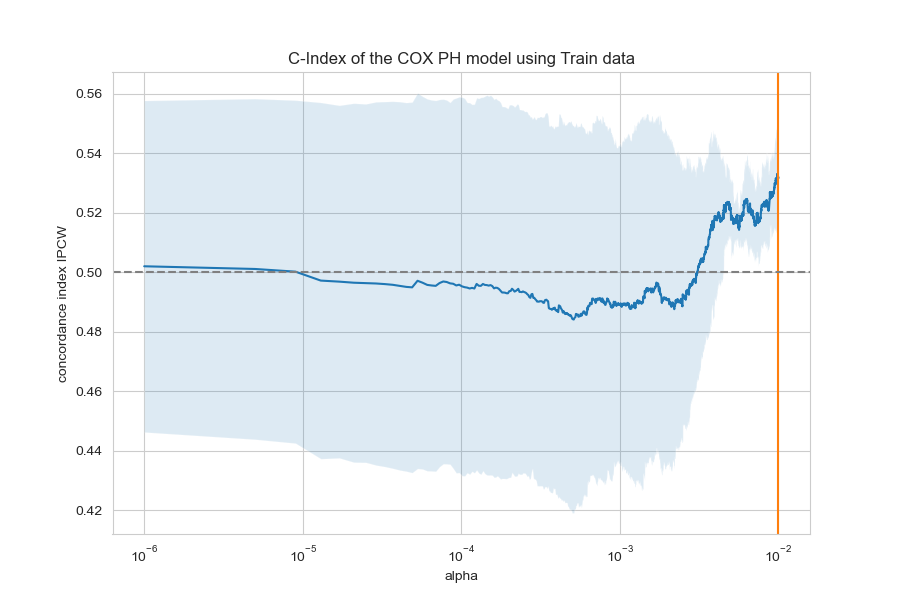 C-Index of the COX PH model using Train data
concordance index IPCW
0.56
0.54
0.52
0.50
0.48
0.46
0.44
0.42
10⁻⁶ 10⁻⁵ 10⁻⁴ 10⁻³ 10⁻²
alpha